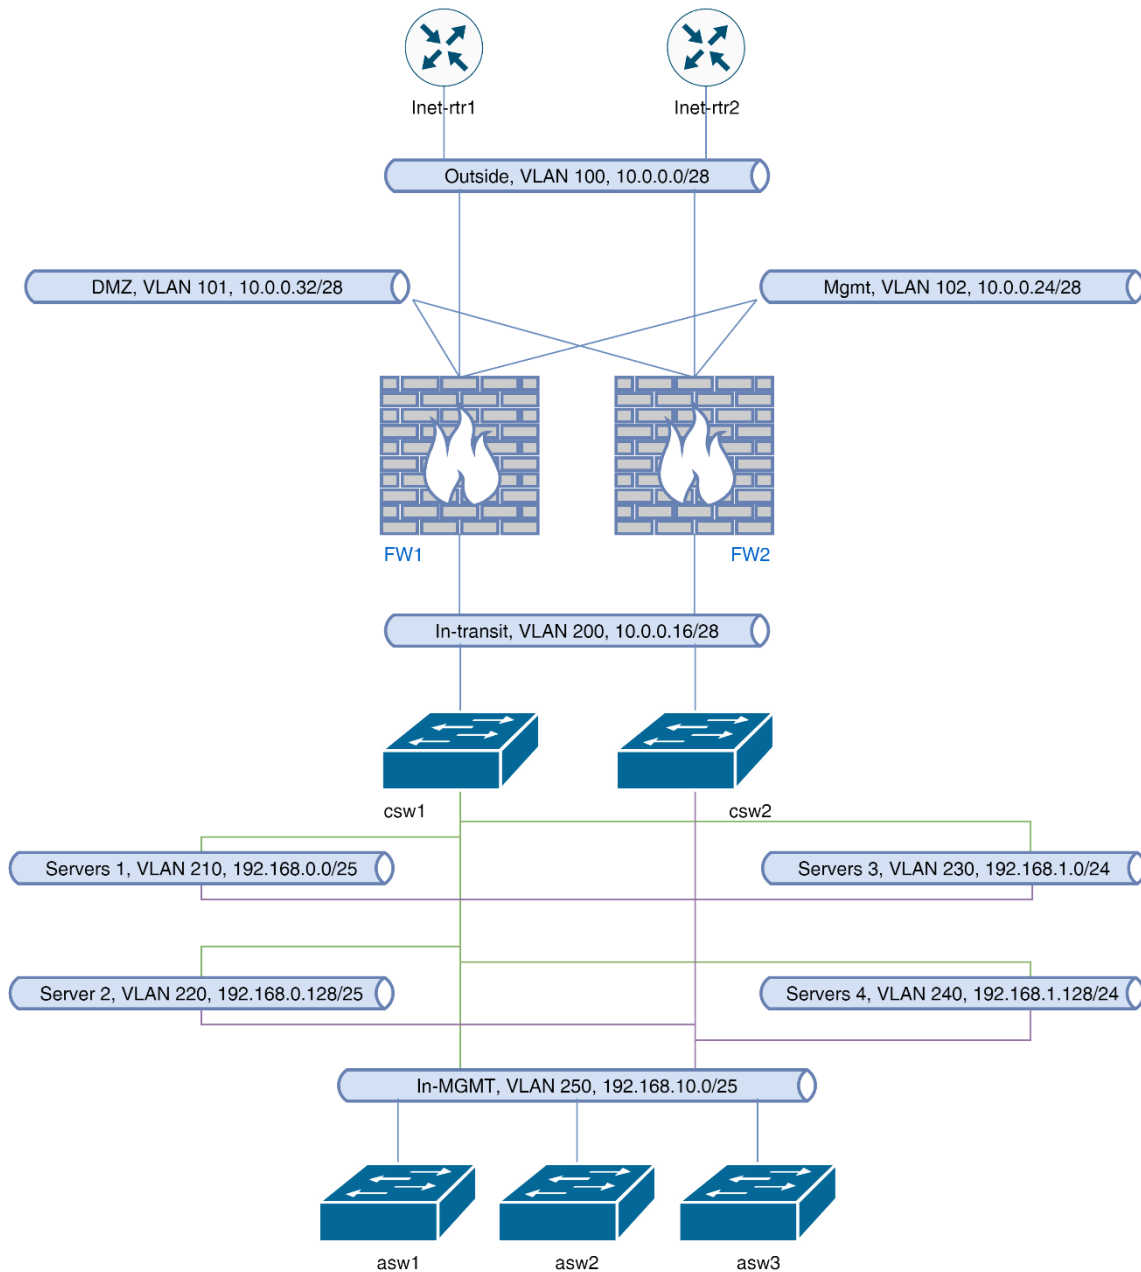 Inet-rtr1
Inet-rtr2
Outside, VLAN 100, 10.0.0.0/28
DMZ, VLAN 101, 10.0.0.32/28
Mgmt, VLAN 102, 10.0.0.24/28
FW1
FW2
In-transit, VLAN 200, 10.0.0.16/28
csw1
csw2
Servers 1, VLAN 210, 192.168.0.0/25
Servers 3, VLAN 230, 192.168.1.0/24
Server 2, VLAN 220, 192.168.0.128/25
Servers 4, VLAN 240, 192.168.1.128/24
In-MGMT, VLAN 250, 192.168.10.0/25
asw1
asw2
asw3